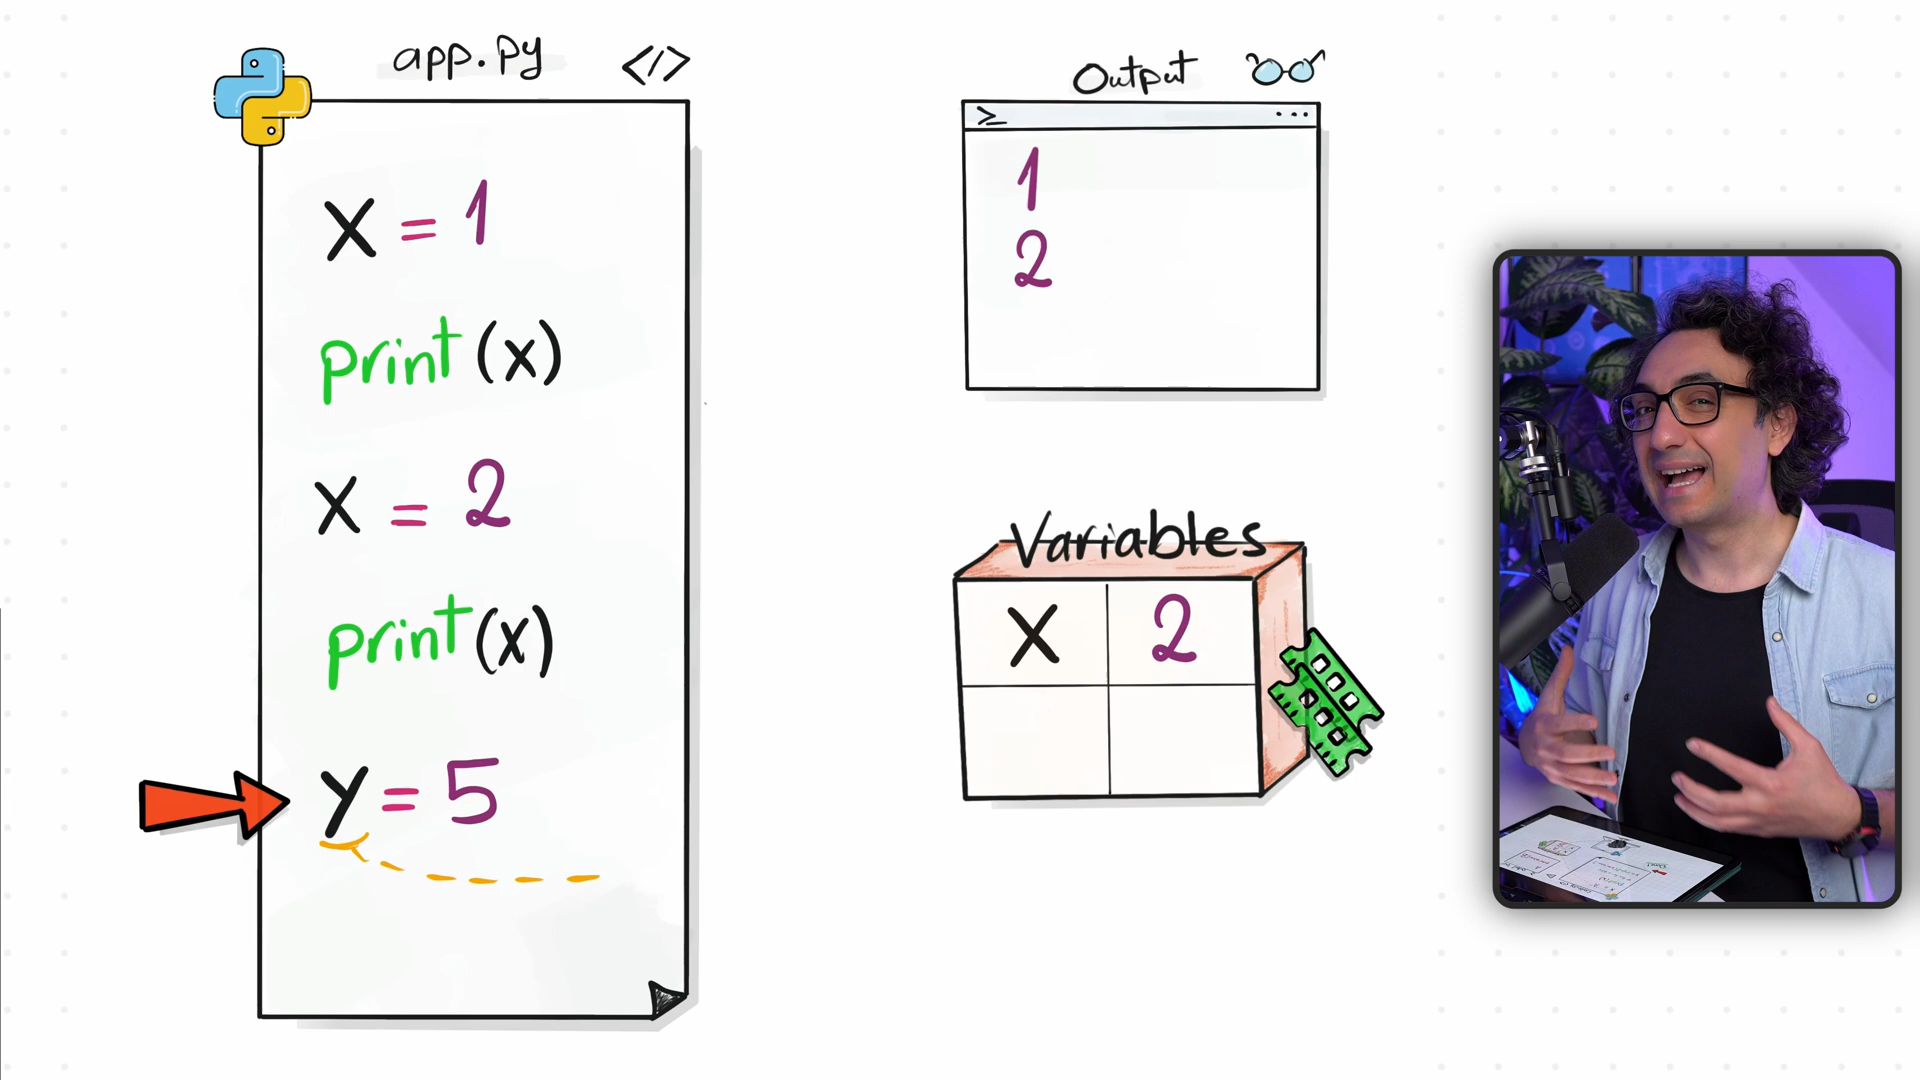 app.py </>
x = 1
print(x)
x = 2
print(x)
y = 5
Output
>_ ...
1
2
Variables
x 2